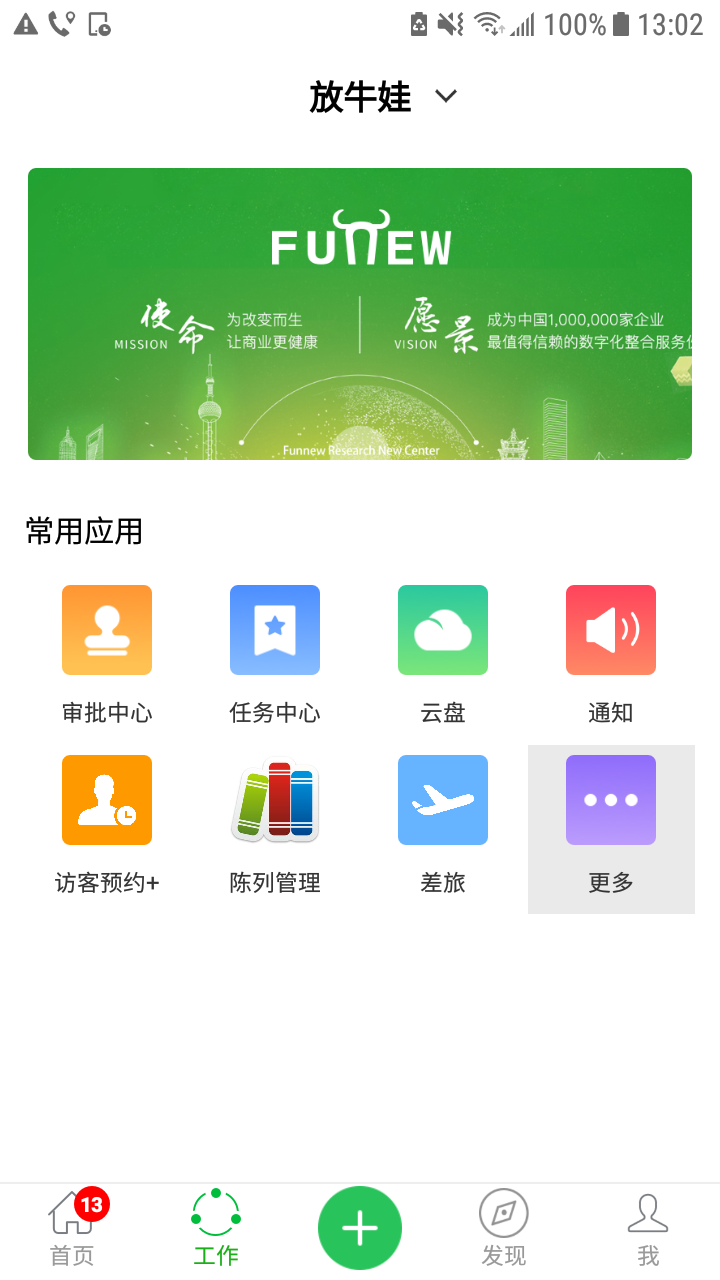 100% 13:02
放牛娃
FUNEW
使命 MISSION
为改变而生
让商业更健康
愿景 VISION
成为中国1,000,000家企业
最值得信赖的数字化整合服务
Funnew Research New Center
常用应用
审批中心 任务中心 云盘 通知
访客预约+ 陈列管理 差旅 更多
13
首页 工作 发现 我